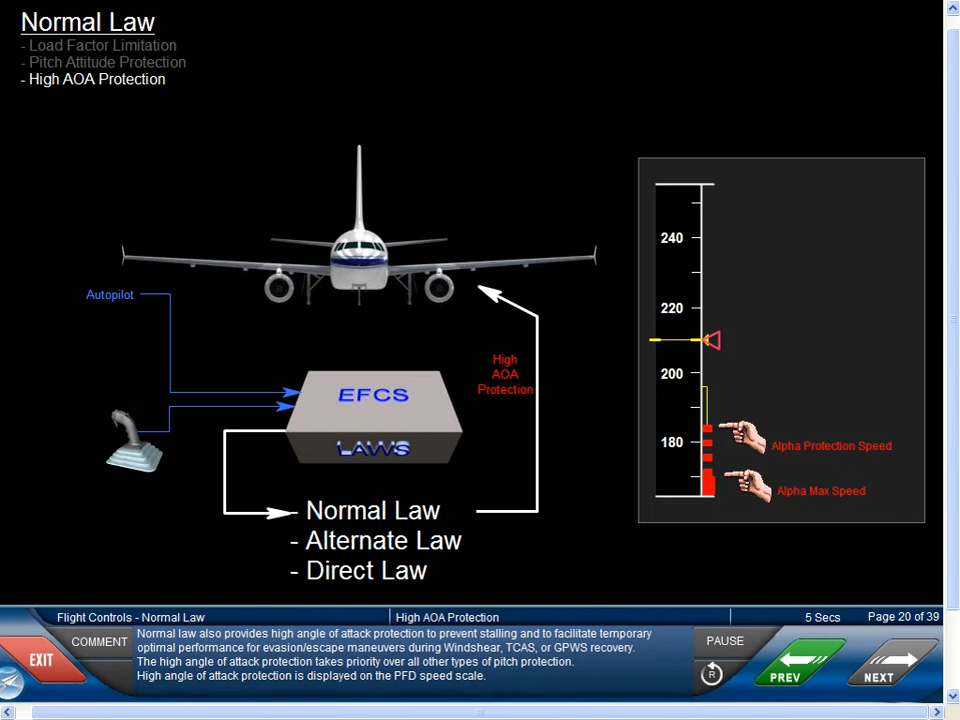 Normal Law
- Load Factor Limitation
- Pitch Attitude Protection
- High AOA Protection
240
220
200
180
Autopilot
High
AOA
Protection
EFCS
LAWS
Alpha Protection Speed
Alpha Max Speed
- Normal Law
- Alternate Law
- Direct Law
Flight Controls - Normal Law
High AOA Protection
5 Secs
Page 20 of 39
EXIT
COMMENT
Normal law also provides high angle of attack protection to prevent stalling and to facilitate temporary
optimal performance for evasion/escape maneuvers during Windshear, TCAS, or GPWS recovery.
The high angle of attack protection takes priority over all other types of pitch protection.
High angle of attack protection is displayed on the PFD speed scale.
PAUSE
R
PREV
NEXT